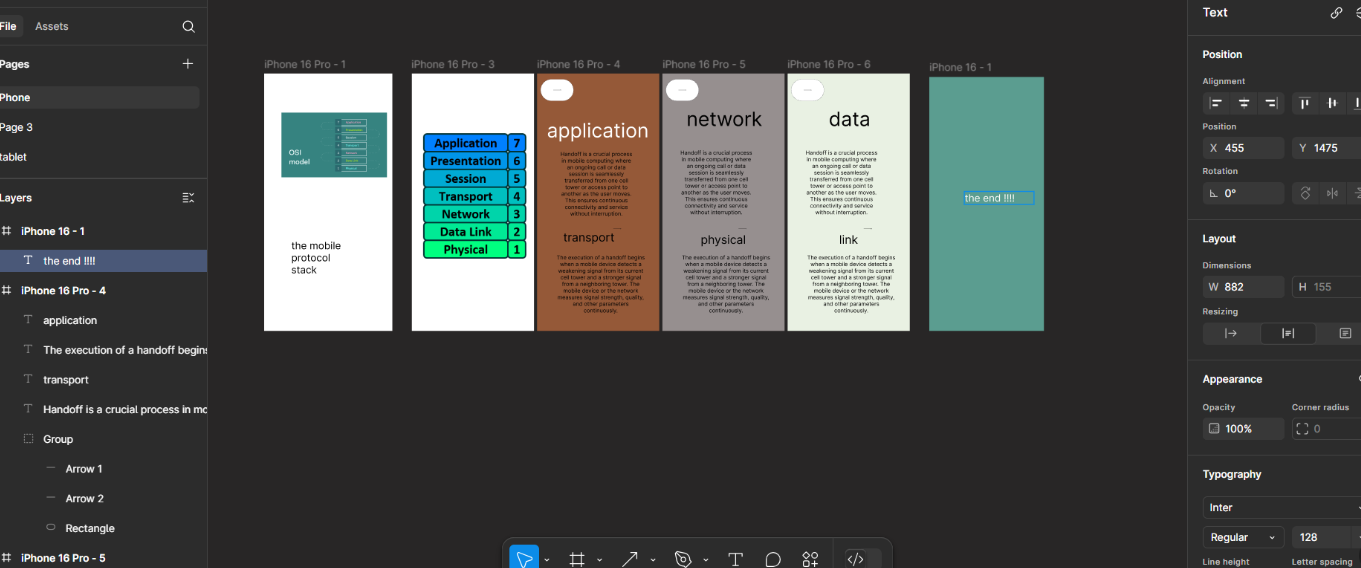 File Assets
Pages
Phone
Page 3
tablet
Layers
iPhone 16 - 1
the end !!!!
iPhone 16 Pro - 4
application
The execution of a handoff begins
transport
Handoff is a crucial process in mo
Group
Arrow 1
Arrow 2
Rectangle
iPhone 16 Pro - 5
iPhone 16 Pro - 1
OSI
model
the mobile
protocol
stack
iPhone 16 Pro - 3
Application 7
Presentation 6
Session 5
Transport 4
Network 3
Data Link 2
Physical 1
iPhone 16 Pro - 4
application
Handoff is a crucial process
in mobile computing where
an ongoing call or data
session is seamlessly
transferred from one cell
tower or access point to
another as the user moves.
This ensures continuous
connectivity and service
without interruption.
transport
The execution of a handoff begins
when a mobile device detects a
weakening signal from its current
cell tower and a stronger signal
from a neighboring tower. The
mobile device or the network
measures signal strength, quality,
and other parameters
continuously.
iPhone 16 Pro - 5
network
Handoff is a crucial process
in mobile computing where
an ongoing call or data
session is seamlessly
transferred from one cell
tower or access point to
another as the user moves.
This ensures continuous
connectivity and service
without interruption.
physical
The execution of a handoff begins
when a mobile device detects a
weakening signal from its current
cell tower and a stronger signal
from a neighboring tower. The
mobile device or the network
measures signal strength, quality,
and other parameters
continuously.
iPhone 16 Pro - 6
data
Handoff is a crucial process
in mobile computing where
an ongoing call or data
session is seamlessly
transferred from one cell
tower or access point to
another as the user moves.
This ensures continuous
connectivity and service
without interruption.
link
The execution of a handoff begins
when a mobile device detects a
weakening signal from its current
cell tower and a stronger signal
from a neighboring tower. The
mobile device or the network
measures signal strength, quality,
and other parameters
continuously.
iPhone 16 - 1
the end !!!!
Text
Position
Alignment
Position
X 455 Y 1475
Rotation
0°
Layout
Dimensions
W 882 H 155
Resizing
Appearance
Opacity Corner radius
100% 0
Typography
Inter
Regular 128
Line height Letter spacing